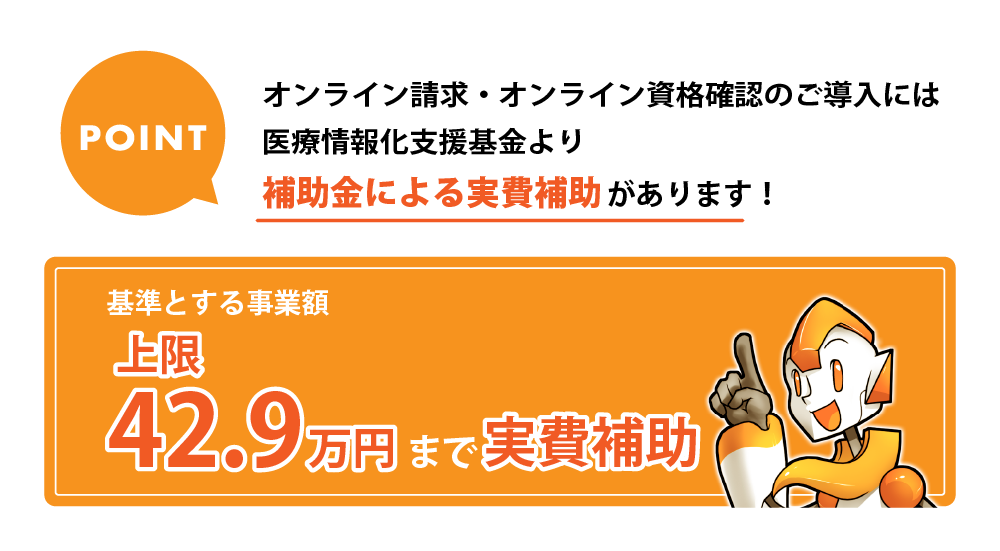 POINT
オンライン請求・オンライン資格確認のご導入には
医療情報化支援基金より
補助金による実費補助があります！
基準とする事業額
上限
42.9万円まで実費補助